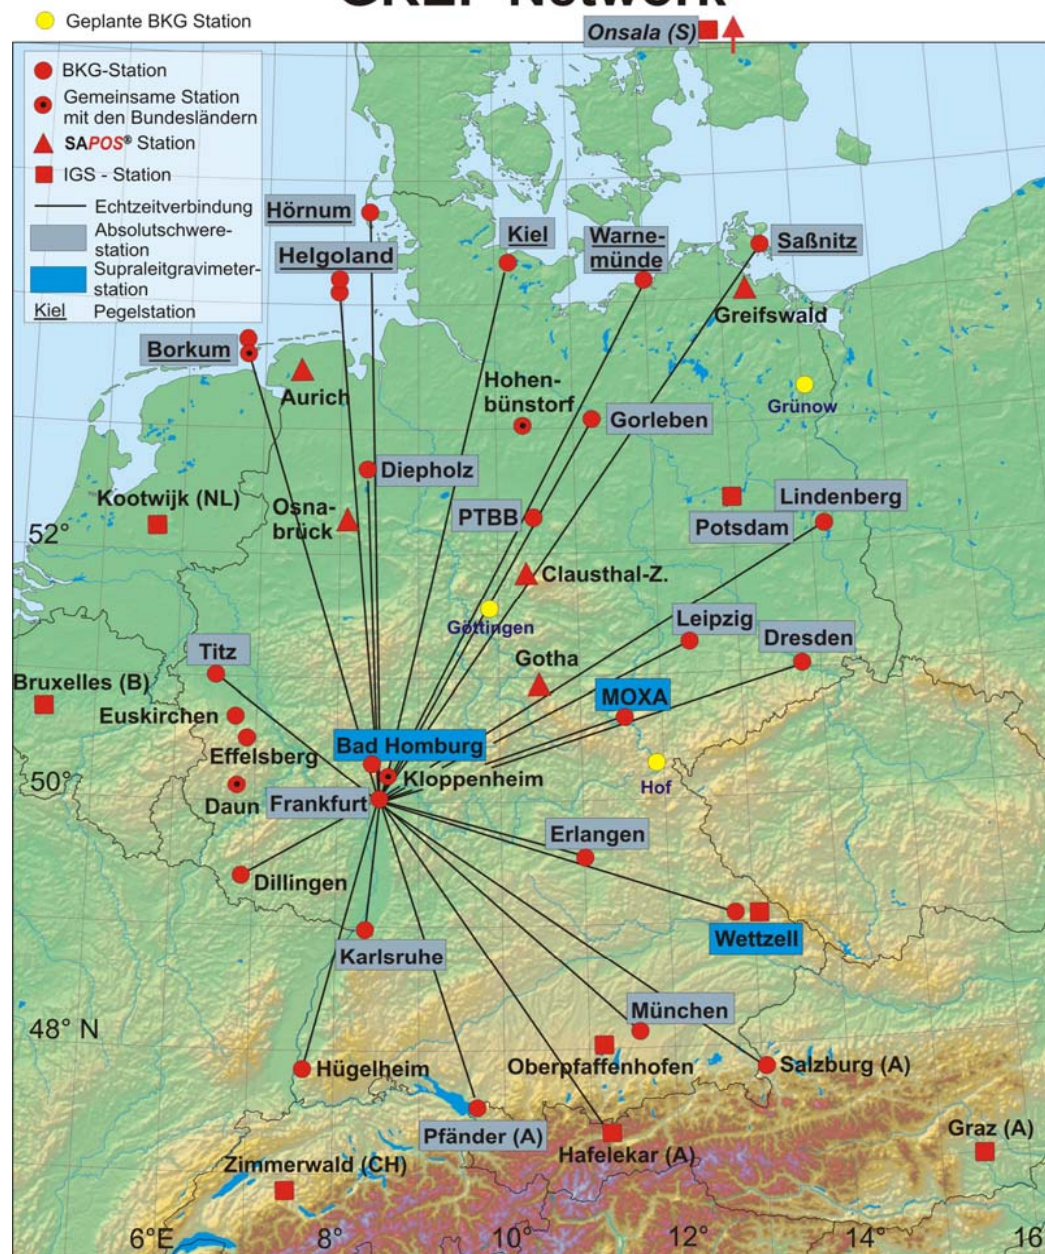 GREF Network
Geplante BKG Station
Onsala (S)
BKG-Station
Gemeinsame Station
mit den Bundesländern
SAPOS® Station
IGS - Station
Echtzeitverbindung
Absolutschwere-
station
Supraleitgravimeter-
station
Kiel Pegelstation
Hörnum
Helgoland
Kiel
Warne-
münde
Saßnitz
Greifswald
Borkum
Aurich
Hohen-
bünstorf
Grünow
Gorleben
Diepholz
Kootwijk (NL)
Osna-
brück
PTBB
Potsdam
Lindenberg
52°
Clausthal-Z.
Göttingen
Leipzig
Dresden
Titz
Gotha
Bruxelles (B)
MOXA
Euskirchen
Effelsberg
Bad Homburg
Kloppenheim
50°
Daun
Frankfurt
Hof
Erlangen
Dillingen
Karlsruhe
Wettzell
München
48° N
Oberpfaffenhofen
Salzburg (A)
Hügelheim
Pfänder (A)
Hafelekar (A)
Graz (A)
Zimmerwald (CH)
6°E 8° 10° 12° 14° 16°